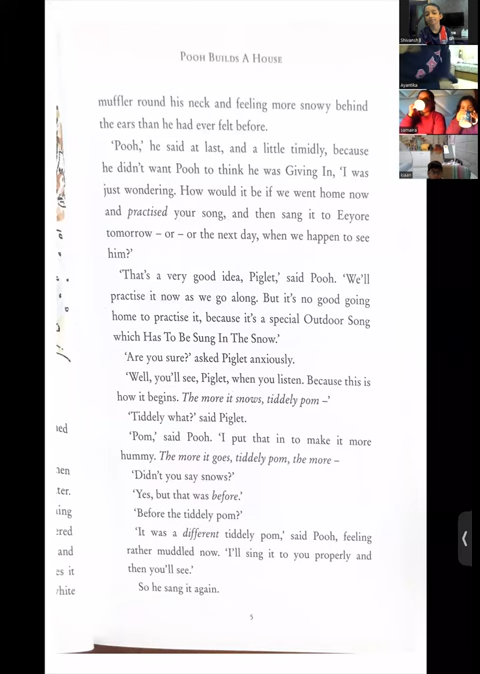 POOH BUILDS A HOUSE
muffler round his neck and feeling more snowy behind
the ears than he had ever felt before.
‘Pooh,’ he said at last, and a little timidly, because
he didn’t want Pooh to think he was Giving In, ‘I was
just wondering. How would it be if we went home now
and practised your song, and then sang it to Eeyore
tomorrow – or – or the next day, when we happen to see
him?’
‘That’s a very good idea, Piglet,’ said Pooh. ‘We’ll
practise it now as we go along. But it’s no good going
home to practise it, because it’s a special Outdoor Song
which Has To Be Sung In The Snow.’
‘Are you sure?’ asked Piglet anxiously.
‘Well, you’ll see, Piglet, when you listen. Because this is
how it begins. The more it snows, tiddely pom –’
‘Tiddely what?’ said Piglet.
‘Pom,’ said Pooh. ‘I put that in to make it more
hummy. The more it goes, tiddely pom, the more –
‘Didn’t you say snows?’
‘Yes, but that was before.’
‘Before the tiddely pom?’
‘It was a different tiddely pom,’ said Pooh, feeling
rather muddled now. ‘I’ll sing it to you properly and
then you’ll see.’
So he sang it again.
5
ter.
and
es it
Ayantika
samaira